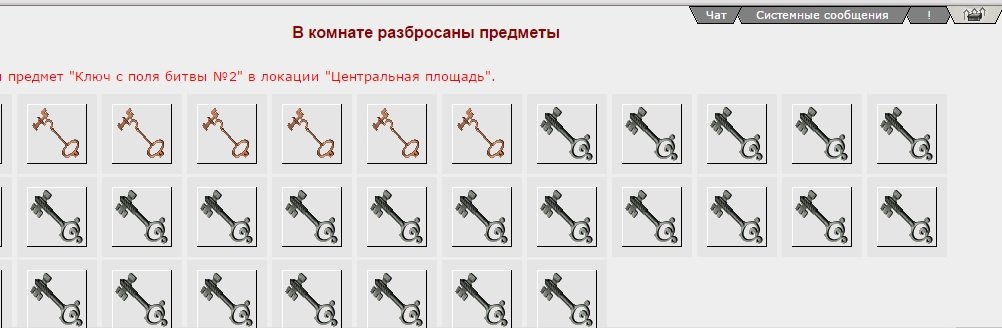 Чат
Системные сообщения
!
В комнате разбросаны предметы
предмет "Ключ с поля битвы №2" в локации "Центральная площадь".